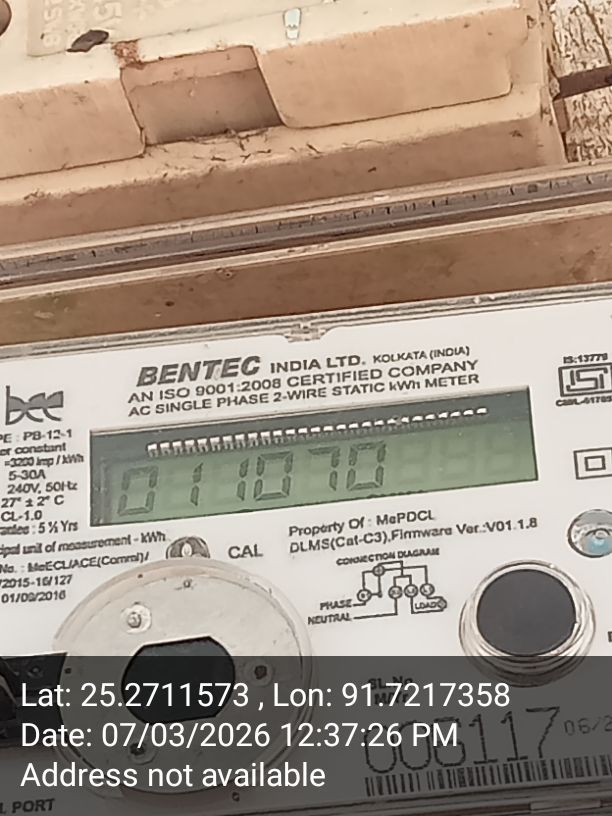 BENTEC INDIA LTD. KOLKATA (INDIA)
AN ISO 9001:2008 CERTIFIED COMPANY
AC SINGLE PHASE 2-WIRE STATIC kWh METER
IS:13779
bee
PB-12-1
constant
=3200 imp / kWh
5-30A
240V, 50Hz
27° ± 2° C
CL-1.0
: 5 ½ Yrs
011070
unit of measurement - kWh
No. : MeECL/ACE(Comml)/
/2015-16/127
01/09/2016
CAL
Property Of : MePDCL
DLMS(Cat-C3),Firmware Ver.:V01.1.8
CONNECTION DIAGRAM
PHASE
NEUTRAL
LOAD
Lat: 25.2711573 , Lon: 91.7217358
Date: 07/03/2026 12:37:26 PM
Address not available
PORT